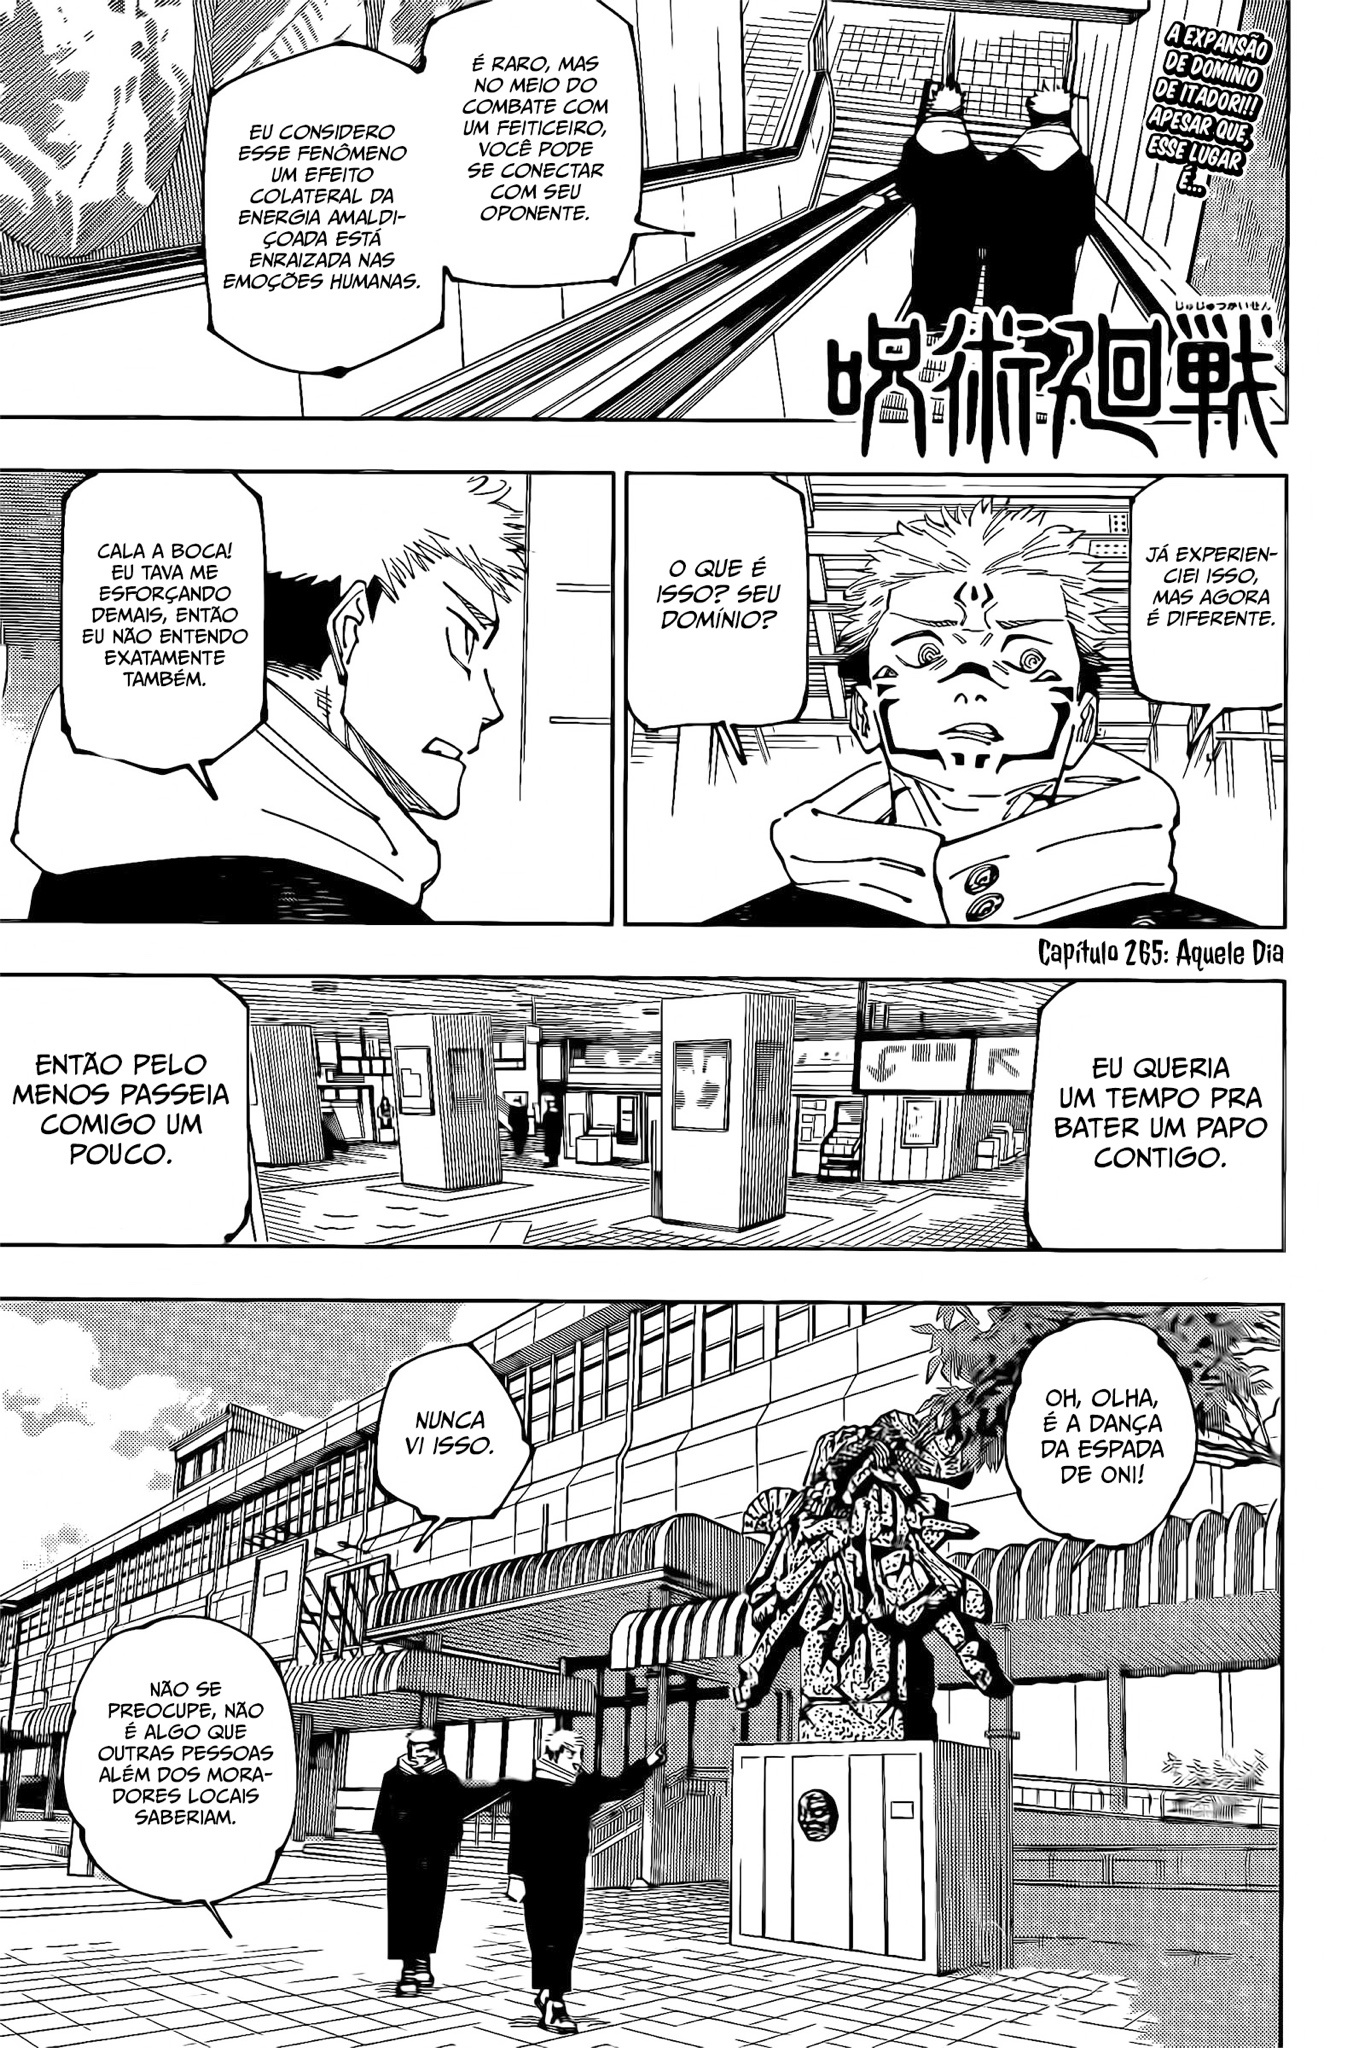 A EXPANSÃO
DE DOMÍNIO
DE ITADORI!!
APESAR QUE,
ESSE LUGAR
É...
É RARO, MAS
NO MEIO DO
COMBATE COM
UM FEITICEIRO,
VOCÊ PODE
SE CONECTAR
COM SEU
OPONENTE.
EU CONSIDERO
ESSE FENÔMENO
UM EFEITO
COLATERAL DA
ENERGIA AMALDI-
ÇOADA ESTÁ
ENRAIZADA NAS
EMOÇÕES HUMANAS.
じゅじゅつかいせん
呪術廻戦
JÁ EXPERIEN-
CIEI ISSO,
MAS AGORA
É DIFERENTE.
O QUE É
ISSO? SEU
DOMÍNIO?
CALA A BOCA!
EU TAVA ME
ESFORÇANDO
DEMAIS, ENTÃO
EU NÃO ENTENDO
EXATAMENTE
TAMBÉM.
Capítulo 265: Aquele Dia
EU QUERIA
UM TEMPO PRA
BATER UM PAPO
CONTIGO.
ENTÃO PELO
MENOS PASSEIA
COMIGO UM
POUCO.
OH, OLHA,
É A DANÇA
DA ESPADA
DE ONI!
NUNCA
VI ISSO.
NÃO SE
PREOCUPE, NÃO
É ALGO QUE
OUTRAS PESSOAS
ALÉM DOS MORA-
DORES LOCAIS
SABERIAM.